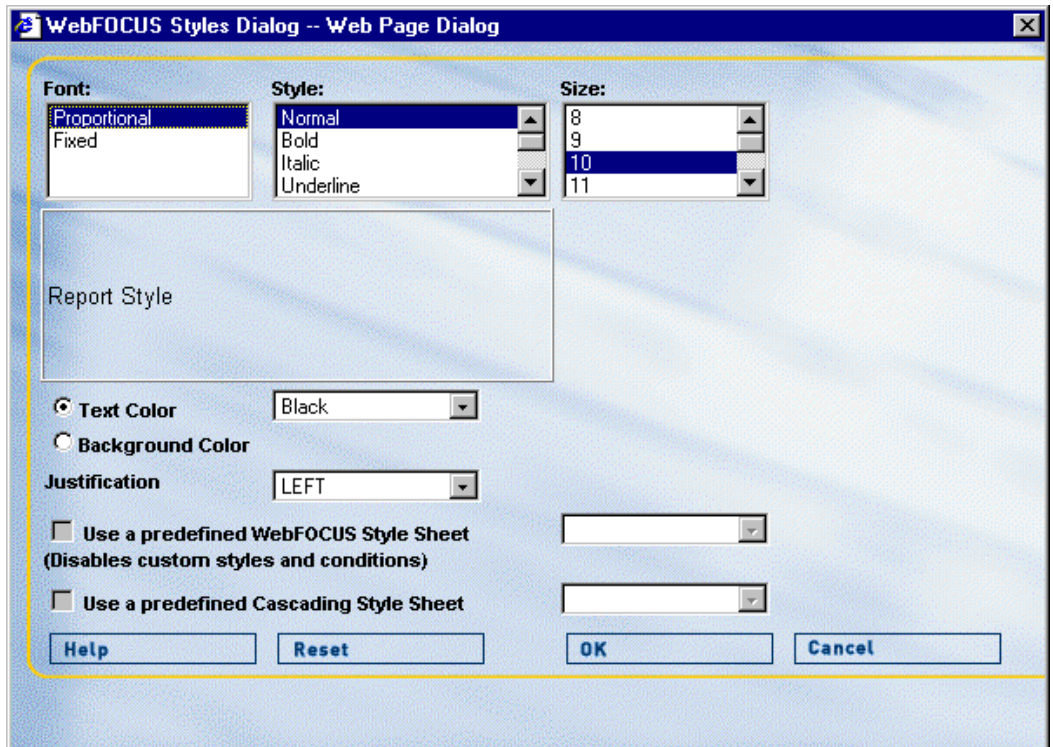 WebFOCUS Styles Dialog -- Web Page Dialog
Font: Style: Size:
Proportional Normal 8
Fixed Bold 9
Italic 10
Underline 11
Report Style
Text Color Black
Background Color
Justification LEFT
Use a predefined WebFOCUS Style Sheet
(Disables custom styles and conditions)
Use a predefined Cascading Style Sheet
Help Reset OK Cancel